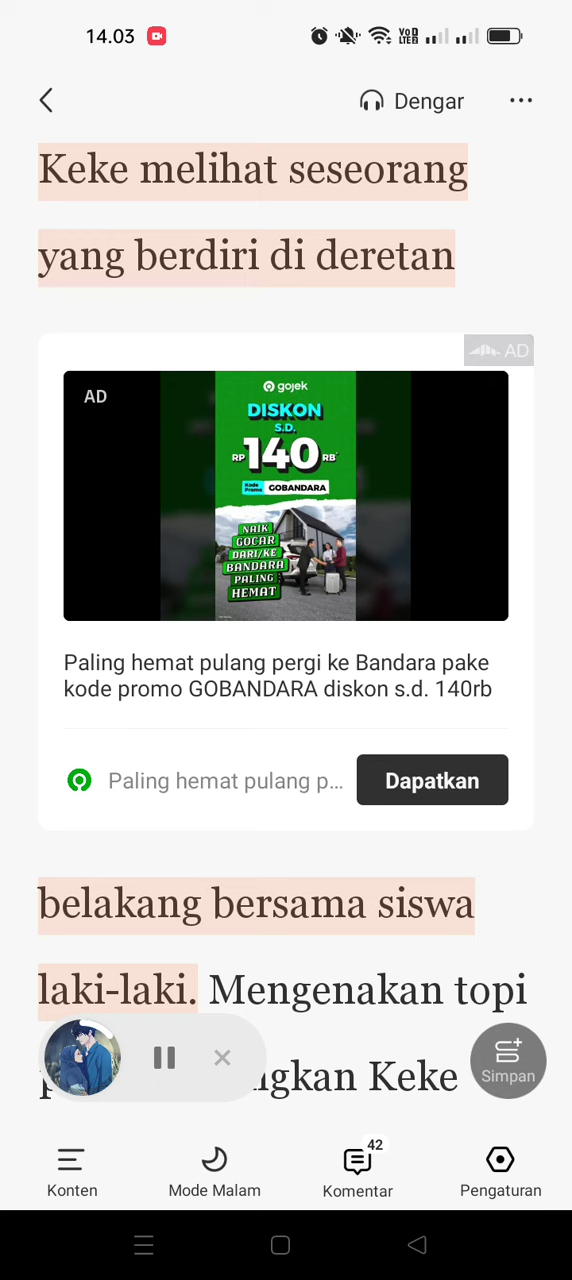 14.03
VoD
LTE2
Dengar
Keke melihat seseorang
yang berdiri di deretan
AD
AD
gojek
DISKON
S.D.
RP 140 RB*
Kode Promo GOBANDARA
NAIK
GOCAR
DARI/KE
BANDARA
PALING
HEMAT
Paling hemat pulang pergi ke Bandara pake
kode promo GOBANDARA diskon s.d. 140rb
Paling hemat pulang p...
Dapatkan
belakang bersama siswa
laki-laki. Mengenakan topi
ngkan Keke
Simpan
42
Konten
Mode Malam
Komentar
Pengaturan